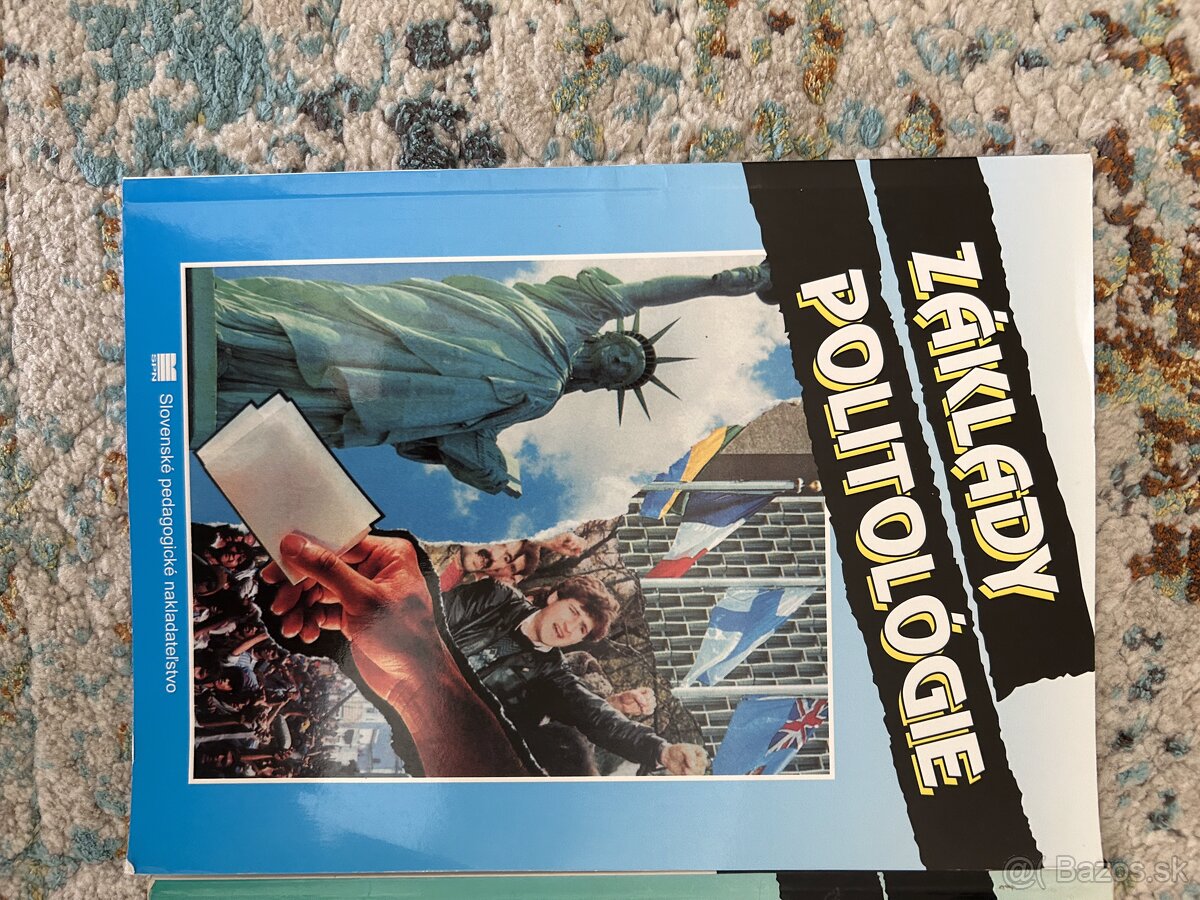 ZÁKLADY
POLITOLÓGIE
SPN
Slovenské pedagogické nakladateľstvo
@( Bazos.sk